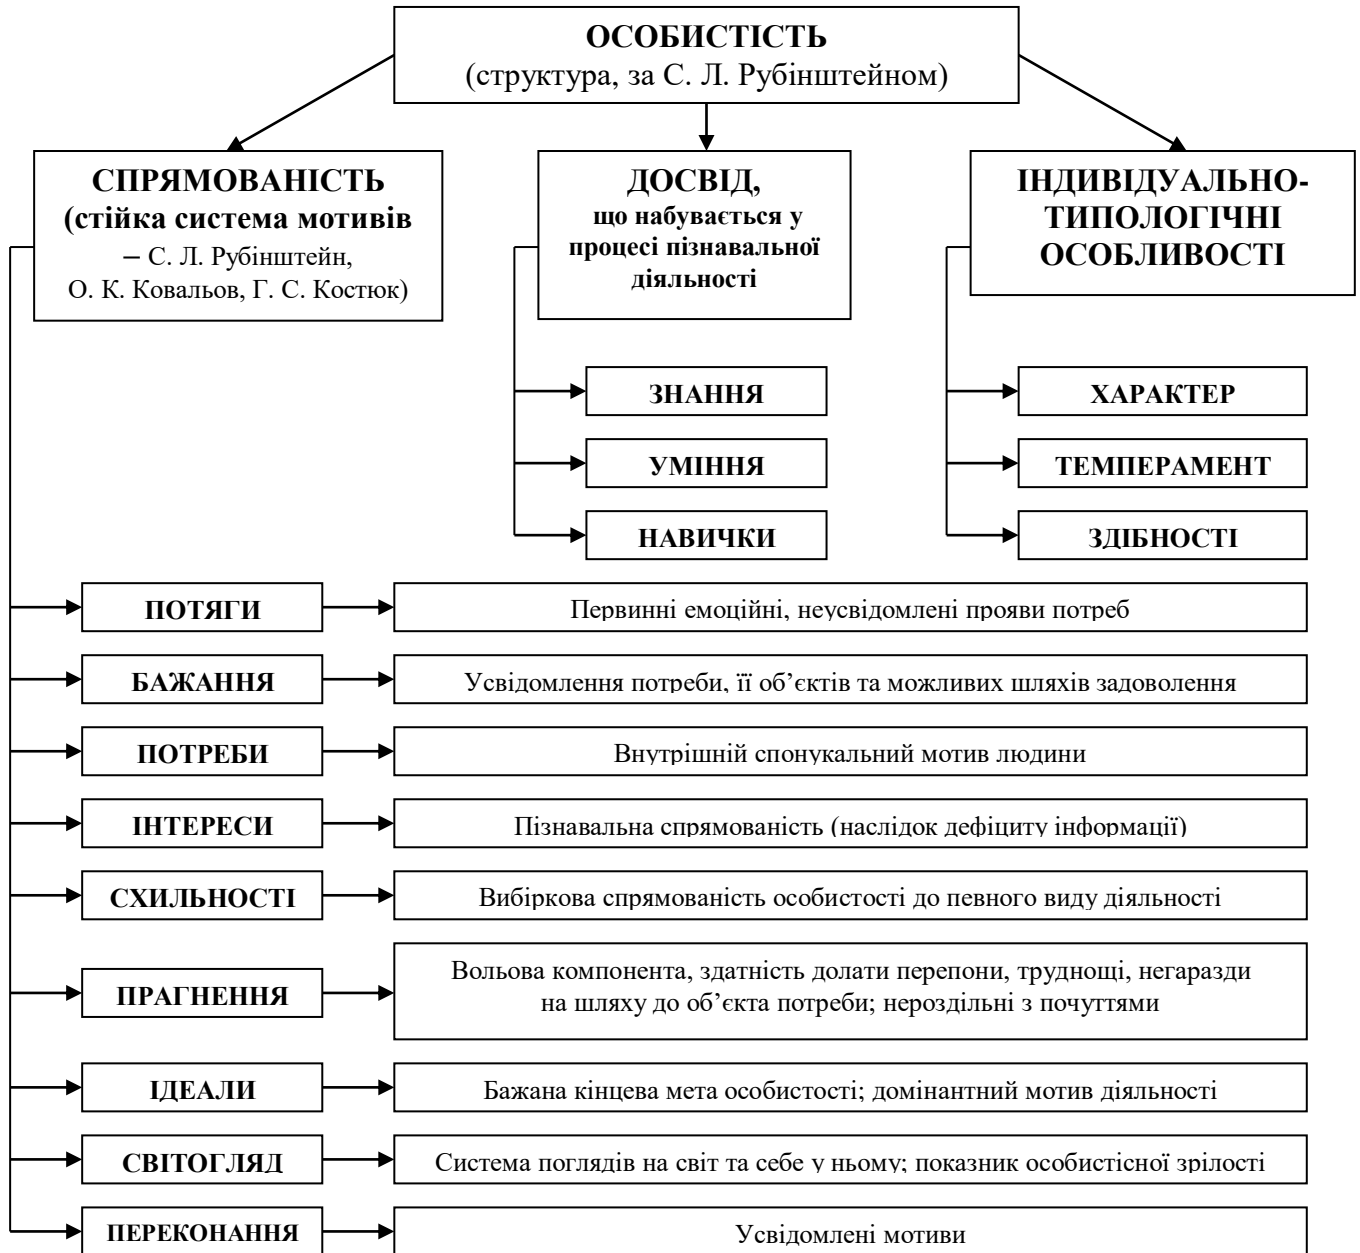 ОСОБИСТІСТЬ
(структура, за С. Л. Рубінштейном)
СПРЯМОВАНІСТЬ
(стійка система мотивів
– С. Л. Рубінштейн,
О. К. Ковальов, Г. С. Костюк)
ДОСВІД,
що набувається у
процесі пізнавальної
діяльності
ІНДИВІДУАЛЬНО-
ТИПОЛОГІЧНІ
ОСОБЛИВОСТІ
ЗНАННЯ
УМІННЯ
НАВИЧКИ
ХАРАКТЕР
ТЕМПЕРАМЕНТ
ЗДІБНОСТІ
ПОТЯГИ
Первинні емоційні, неусвідомлені прояви потреб
БАЖАННЯ
Усвідомлення потреби, її об’єктів та можливих шляхів задоволення
ПОТРЕБИ
Внутрішній спонукальний мотив людини
ІНТЕРЕСИ
Пізнавальна спрямованість (наслідок дефіциту інформації)
СХИЛЬНОСТІ
Вибіркова спрямованість особистості до певного виду діяльності
ПРАГНЕННЯ
Вольова компонента, здатність долати перепони, труднощі, негаразди
на шляху до об’єкта потреби; нероздільні з почуттями
ІДЕАЛИ
Бажана кінцева мета особистості; домінантний мотив діяльності
СВІТОГЛЯД
Система поглядів на світ та себе у ньому; показник особистісної зрілості
ПЕРЕКОНАННЯ
Усвідомлені мотиви